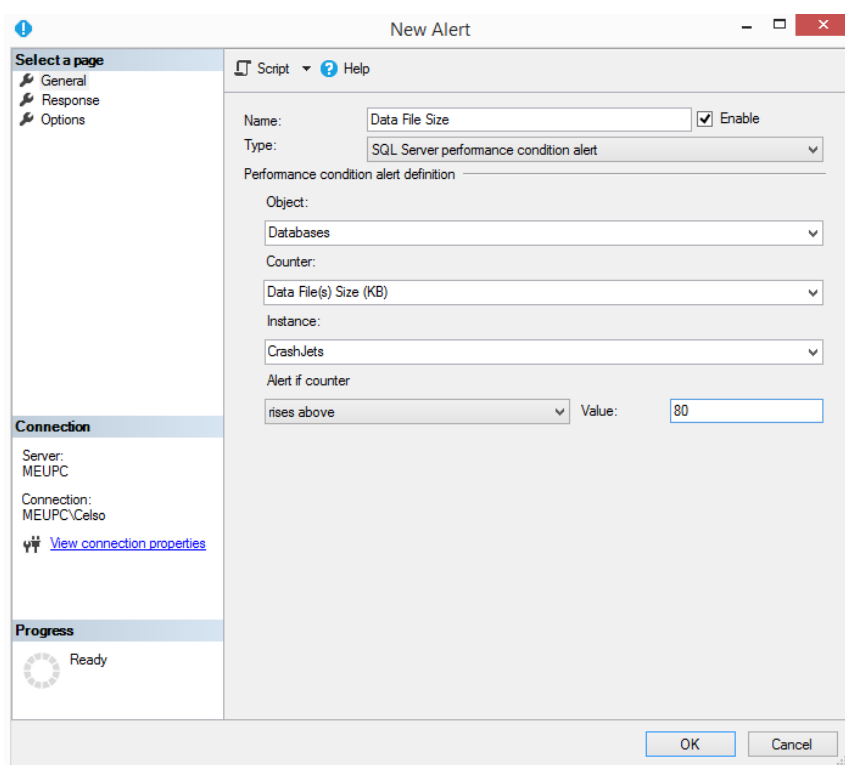 New Alert
Select a page
General
Response
Options
Script
Help
Name:
Data File Size
Enable
Type:
SQL Server performance condition alert
Performance condition alert definition
Object:
Databases
Counter:
Data File(s) Size (KB)
Instance:
CrashJets
Alert if counter
rises above
Value:
80
Connection
Server:
MEUPC
Connection:
MEUPC\Celso
View connection properties
Progress
Ready
OK
Cancel